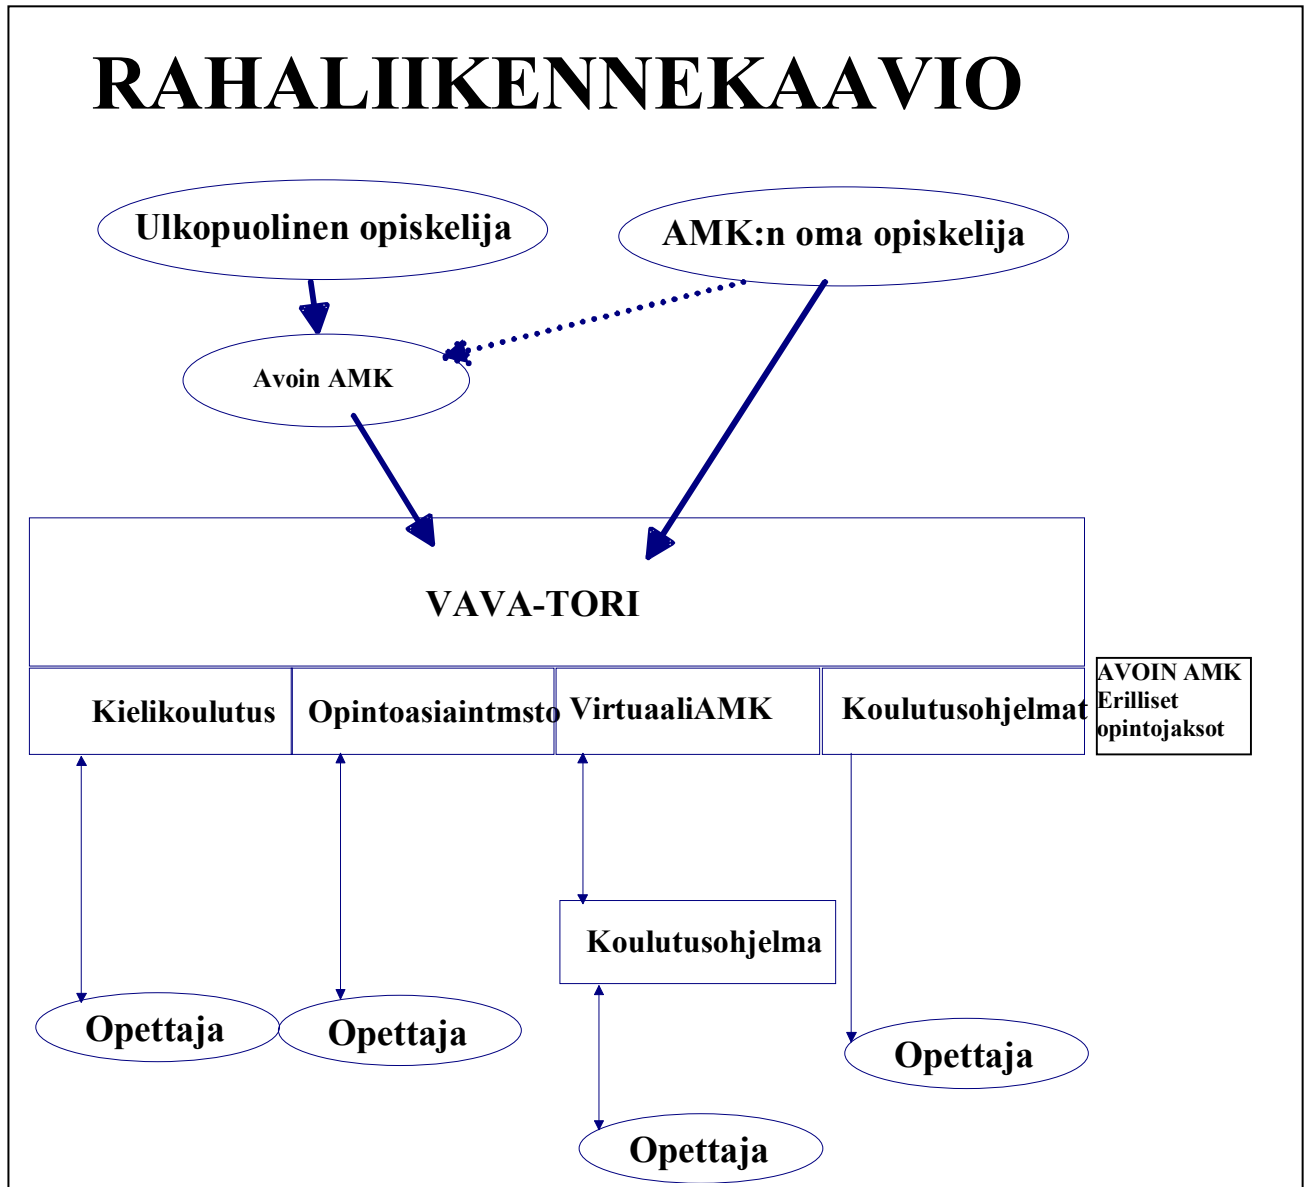 RAHALIIKENNEKAAVIO
Ulkopuolinen opiskelija
AMK:n oma opiskelija
Avoin AMK
VAVA-TORI
Kielikoulutus
Opintoasiaintmsto
VirtuaaliAMK
Koulutusohjelmat
AVOIN AMK
Erilliset
opintojaksot
Koulutusohjelma
Opettaja
Opettaja
Opettaja
Opettaja